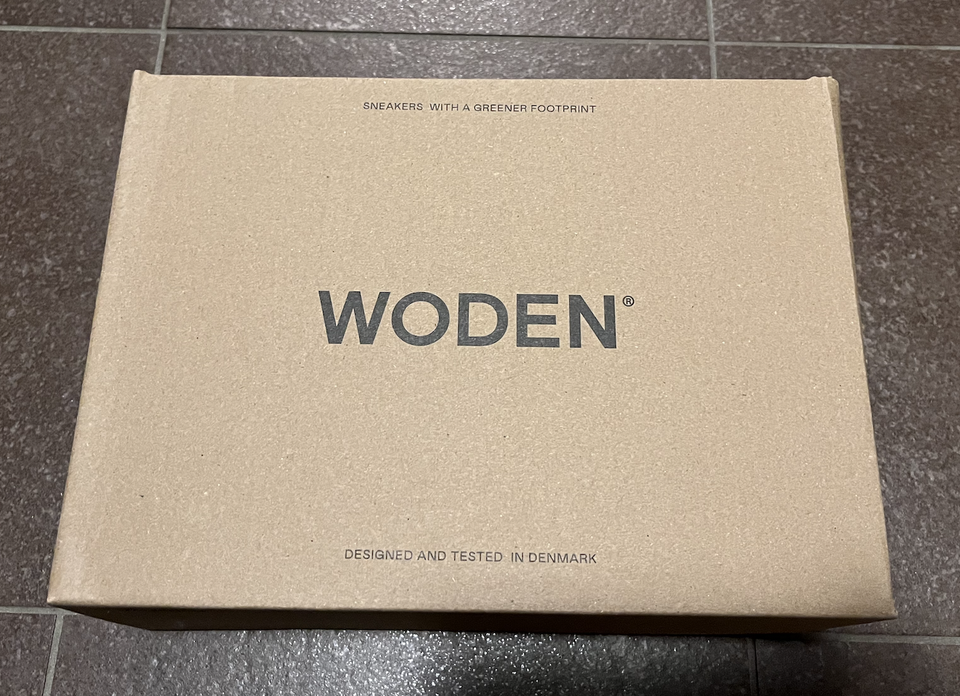 SNEAKERS WITH A GREENER FOOTPRINT
WODEN®
DESIGNED AND TESTED IN DENMARK